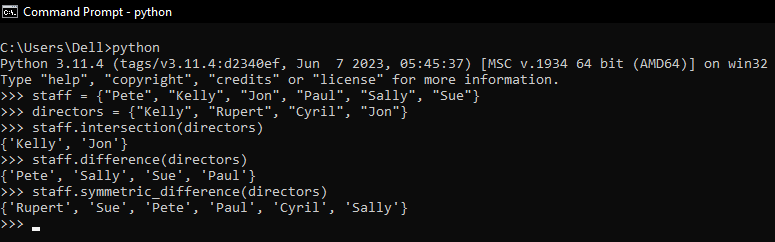 Command Prompt - python
C:\Users\Dell>python
Python 3.11.4 (tags/v3.11.4:d2340ef, Jun  7 2023, 05:45:37) [MSC v.1934 64 bit (AMD64)] on win32
Type "help", "copyright", "credits" or "license" for more information.
>>> staff = {"Pete", "Kelly", "Jon", "Paul", "Sally", "Sue"}
>>> directors = {"Kelly", "Rupert", "Cyril", "Jon"}
>>> staff.intersection(directors)
{'Kelly', 'Jon'}
>>> staff.difference(directors)
{'Pete', 'Sally', 'Sue', 'Paul'}
>>> staff.symmetric_difference(directors)
{'Rupert', 'Sue', 'Pete', 'Paul', 'Cyril', 'Sally'}
>>>